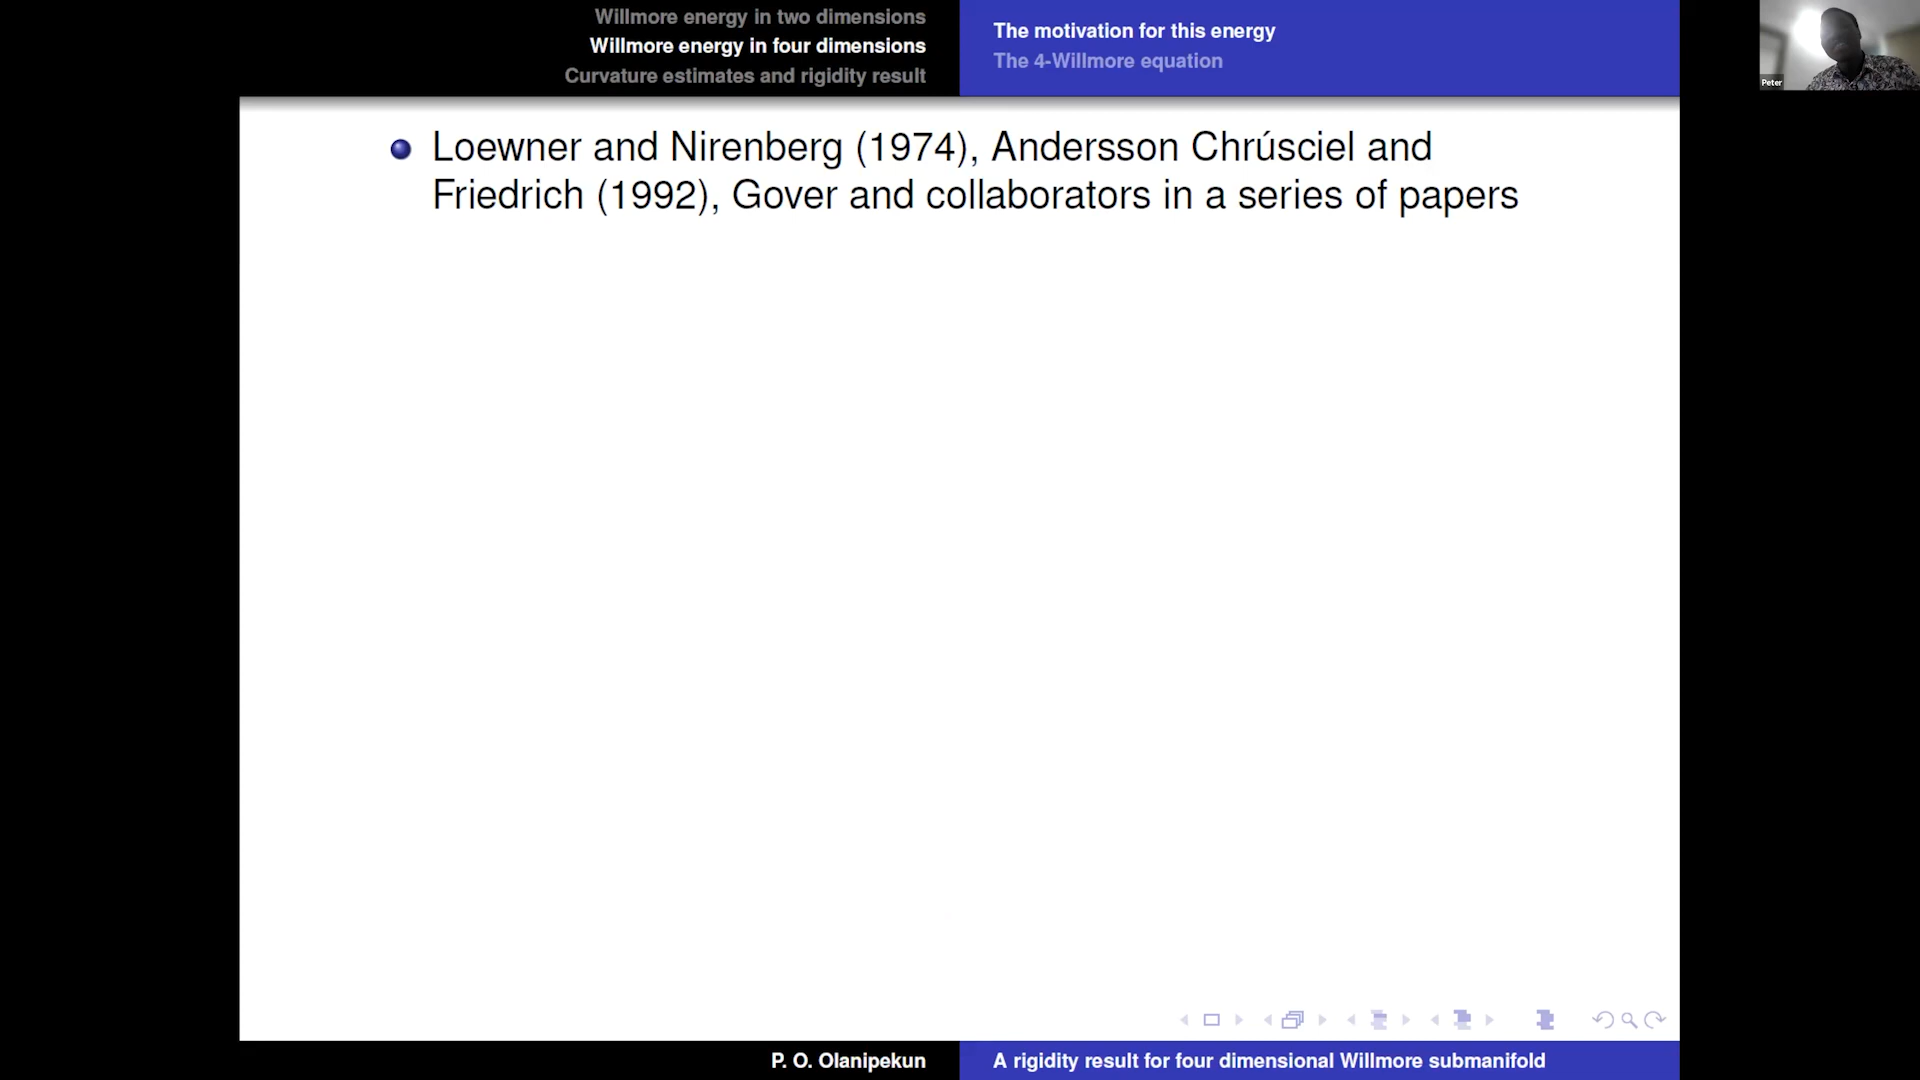 Willmore energy in two dimensions
Willmore energy in four dimensions
Curvature estimates and rigidity result
The motivation for this energy
The 4-Willmore equation
Peter
Loewner and Nirenberg (1974), Andersson Chrúsciel and
Friedrich (1992), Gover and collaborators in a series of papers
P. O. Olanipekun
A rigidity result for four dimensional Willmore submanifold